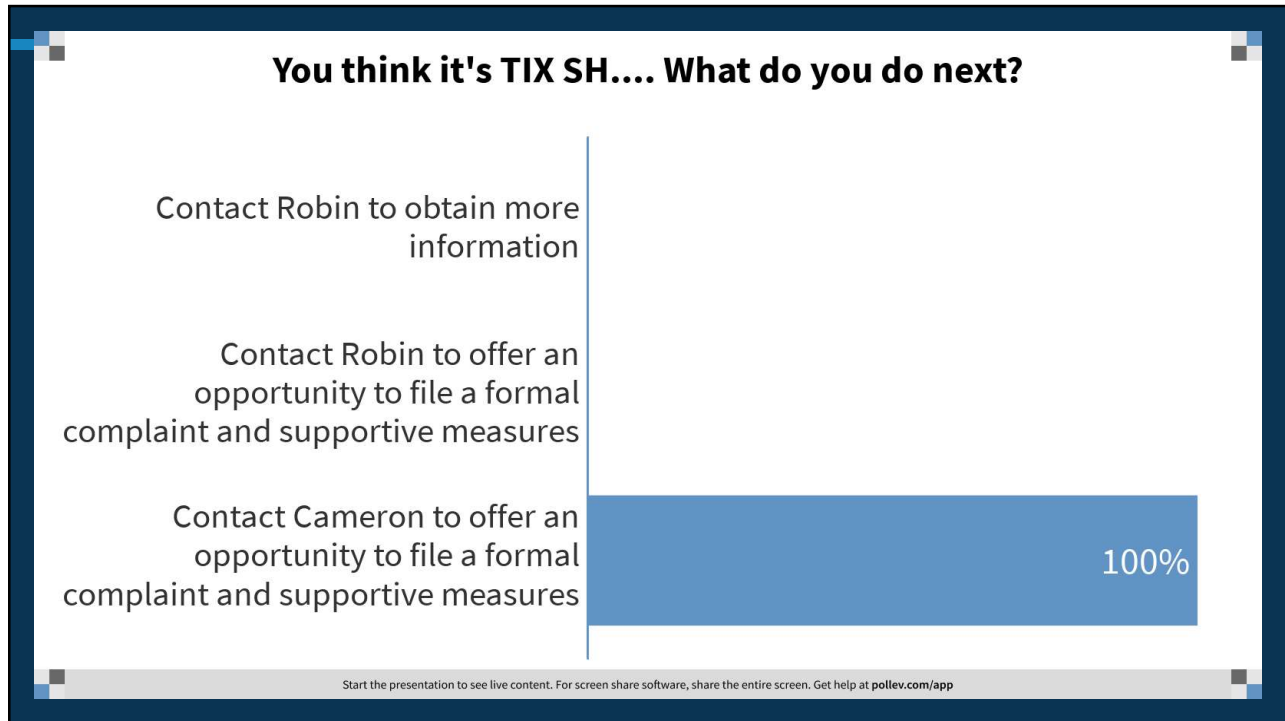 You think it's TIX SH.... What do you do next?
Contact Robin to obtain more
information
Contact Robin to offer an
opportunity to file a formal
complaint and supportive measures
Contact Cameron to offer an
opportunity to file a formal
complaint and supportive measures
100%
Start the presentation to see live content. For screen share software, share the entire screen. Get help at pollev.com/app